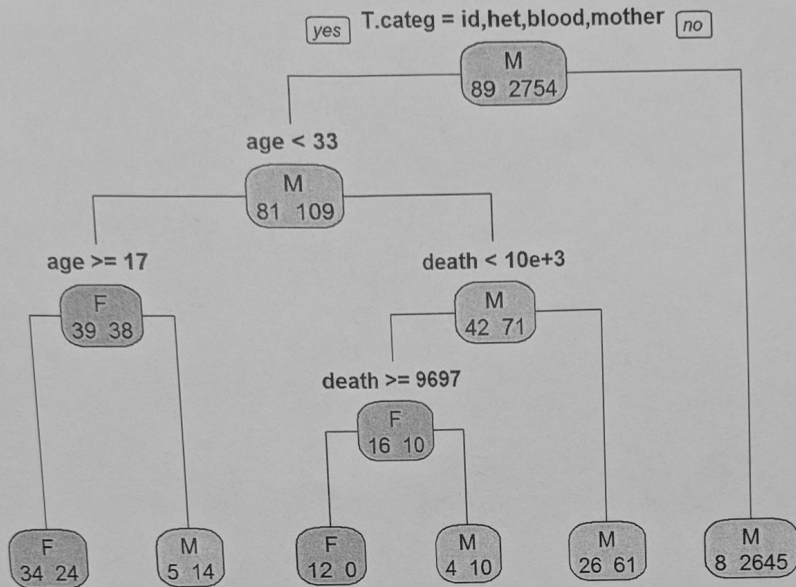 yes T.categ = id,het,blood,mother no
M
89 2754
age < 33
M
81 109
age >= 17
death < 10e+3
F
39 38
M
42 71
death >= 9697
F
16 10
F
34 24
M
5 14
F
12 0
M
4 10
M
26 61
M
8 2645